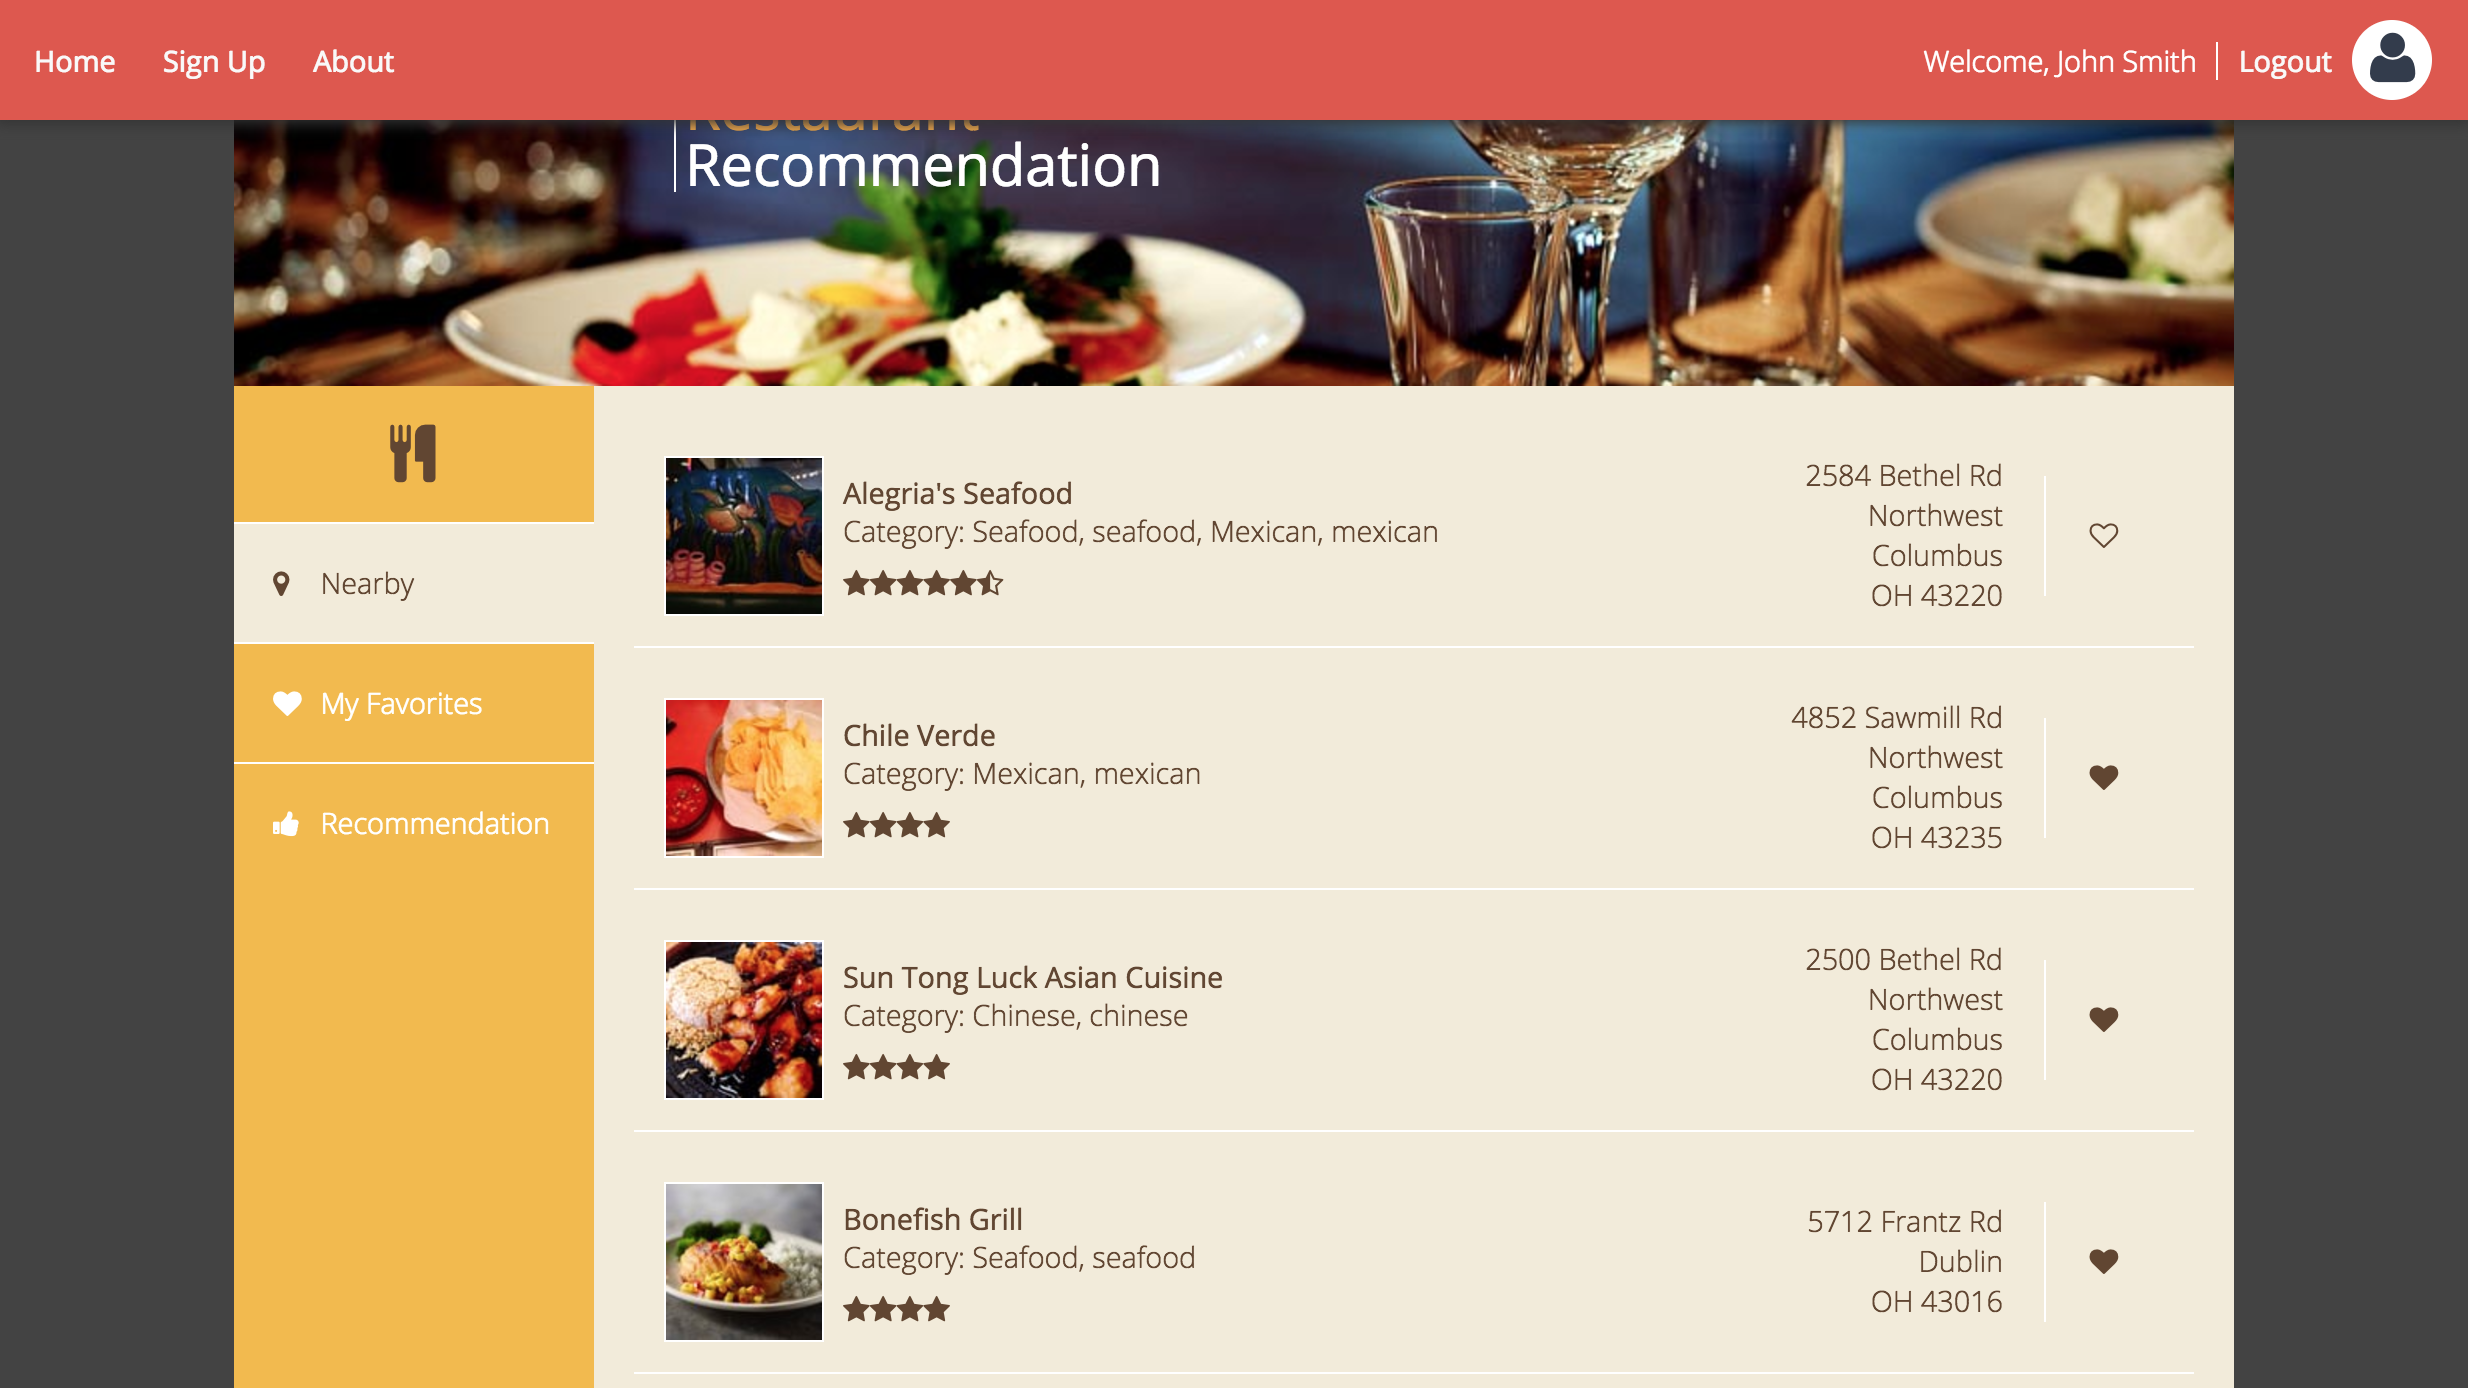 Home Sign Up About
Welcome, John Smith Logout
Restaurant
Recommendation
Nearby
My Favorites
Recommendation
Alegria's Seafood
Category: Seafood, seafood, Mexican, mexican
2584 Bethel Rd
Northwest
Columbus
OH 43220
Chile Verde
Category: Mexican, mexican
4852 Sawmill Rd
Northwest
Columbus
OH 43235
Sun Tong Luck Asian Cuisine
Category: Chinese, chinese
2500 Bethel Rd
Northwest
Columbus
OH 43220
Bonefish Grill
Category: Seafood, seafood
5712 Frantz Rd
Dublin
OH 43016